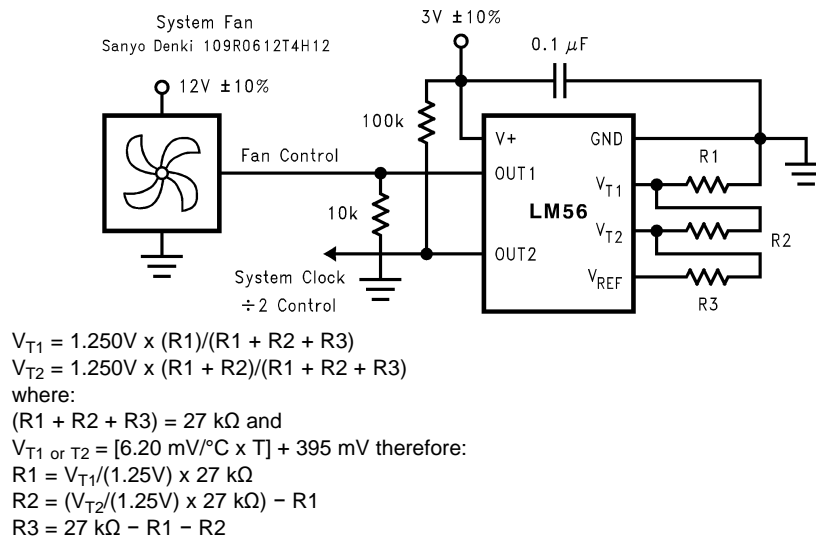 System Fan
Sanyo Denki 109R0612T4H12
12V ±10%
3V ±10%
0.1 μF
100k
Fan Control
10k
System Clock
÷2 Control
V+
OUT1
OUT2
LM56
GND
VT1
VT2
VREF
R1
R2
R3
VT1 = 1.250V x (R1)/(R1 + R2 + R3)
VT2 = 1.250V x (R1 + R2)/(R1 + R2 + R3)
where:
(R1 + R2 + R3) = 27 kΩ and
VT1 or T2 = [6.20 mV/°C x T] + 395 mV therefore:
R1 = VT1/(1.25V) x 27 kΩ
R2 = (VT2/(1.25V) x 27 kΩ) − R1
R3 = 27 kΩ − R1 − R2